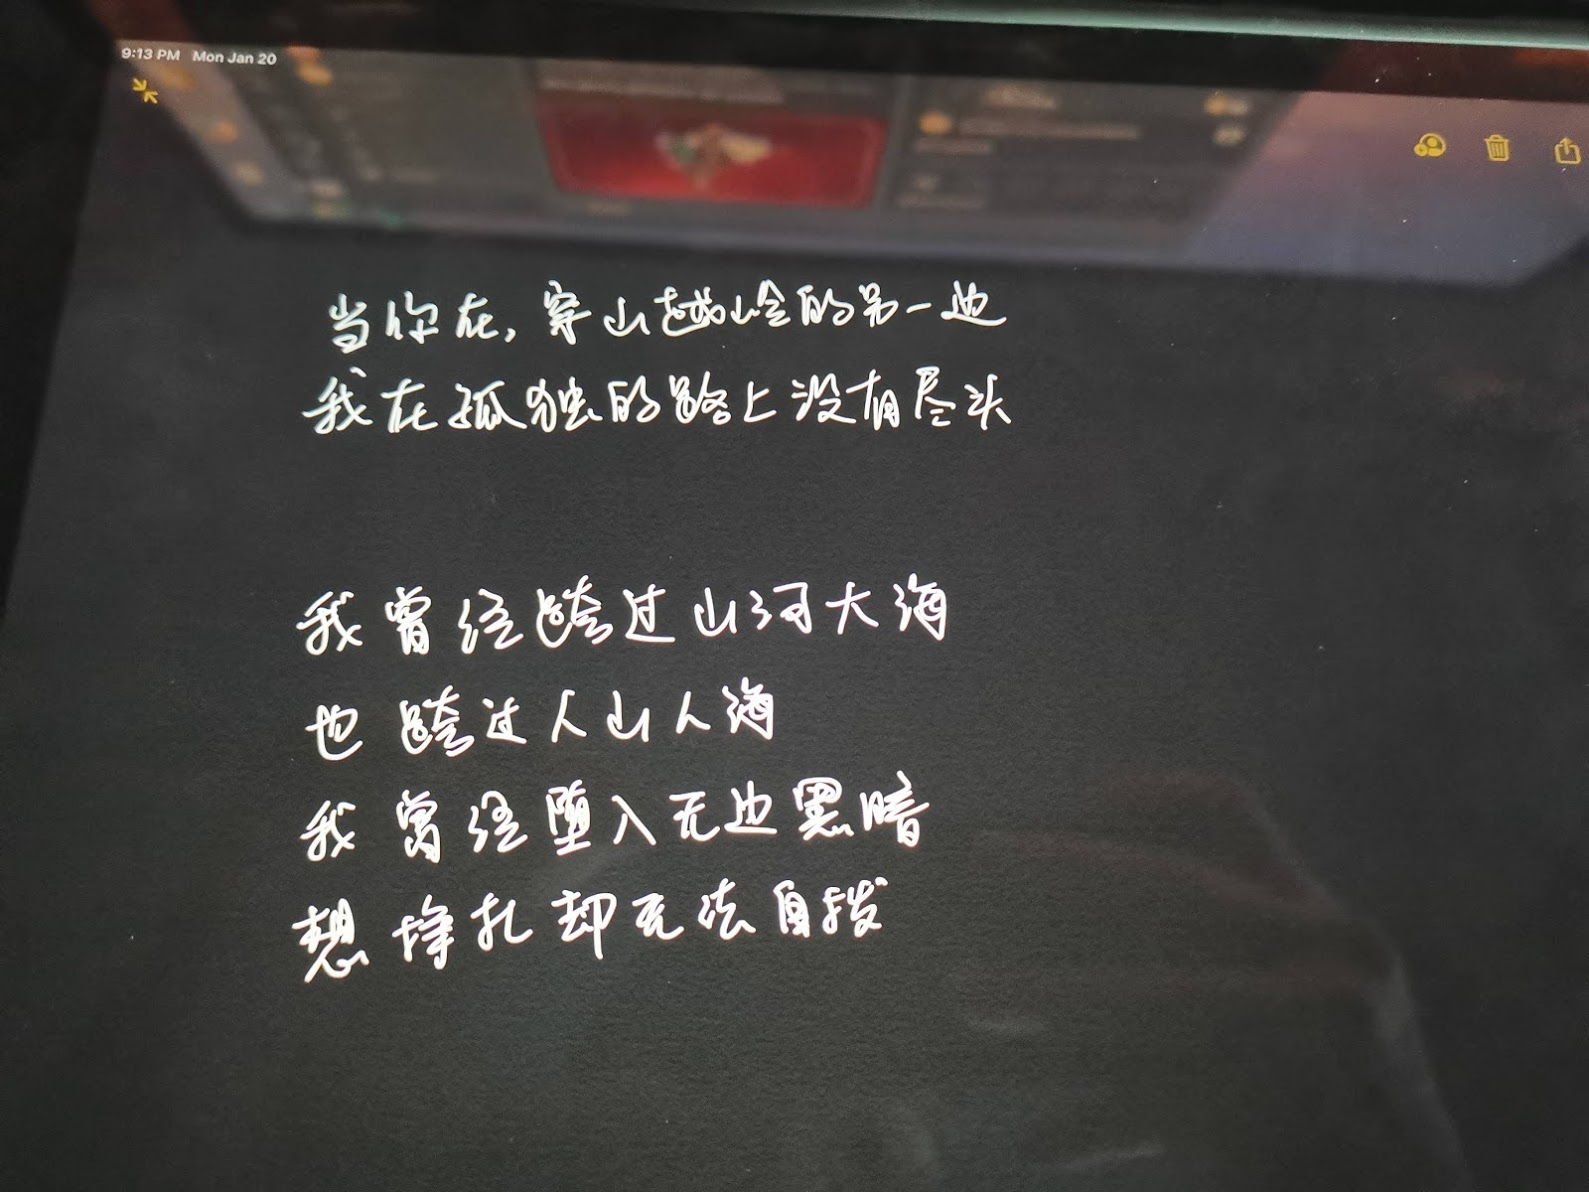 9:13 PM Mon Jan 20
当你在,穿山越岭的另一边
我在孤独的路上没有尽头
我曾经跨过山河大海
也跨过人山人海
我曾经堕入无边黑暗
想挣扎却无法自拔